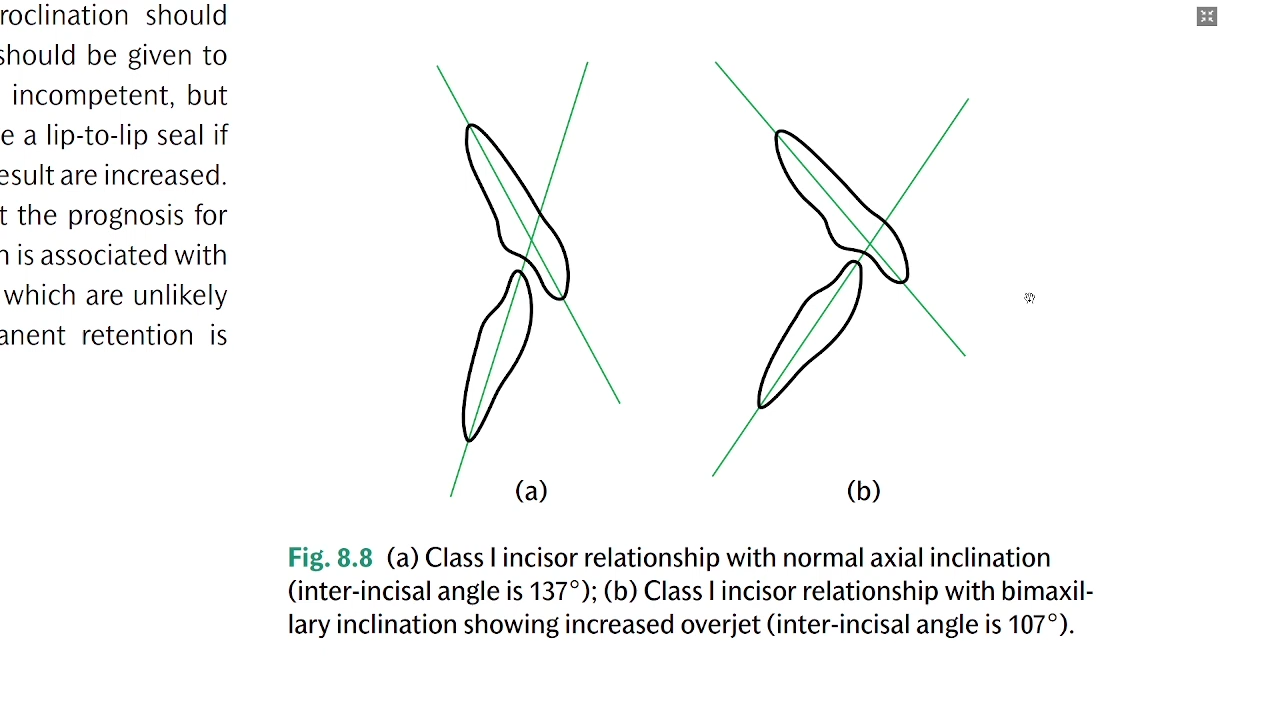 roclination should
should be given to
incompetent, but
e a lip-to-lip seal if
esult are increased.
t the prognosis for
n is associated with
which are unlikely
anent retention is
(a)
(b)
Fig. 8.8 (a) Class I incisor relationship with normal axial inclination
(inter-incisal angle is 137°); (b) Class I incisor relationship with bimaxil-
lary inclination showing increased overjet (inter-incisal angle is 107°).